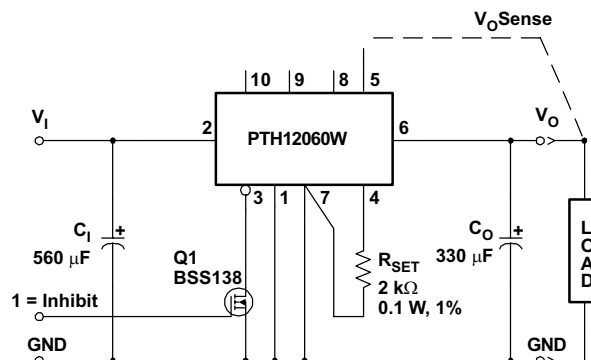 VOSense
10 9 8 5
VI
2 PTH12060W 6
VO
3 1 7 4
CI
+
560 μF
Q1
BSS138
RSET
2 kΩ
0.1 W, 1%
CO
+
330 μF
L
O
A
D
1 = Inhibit
GND
GND